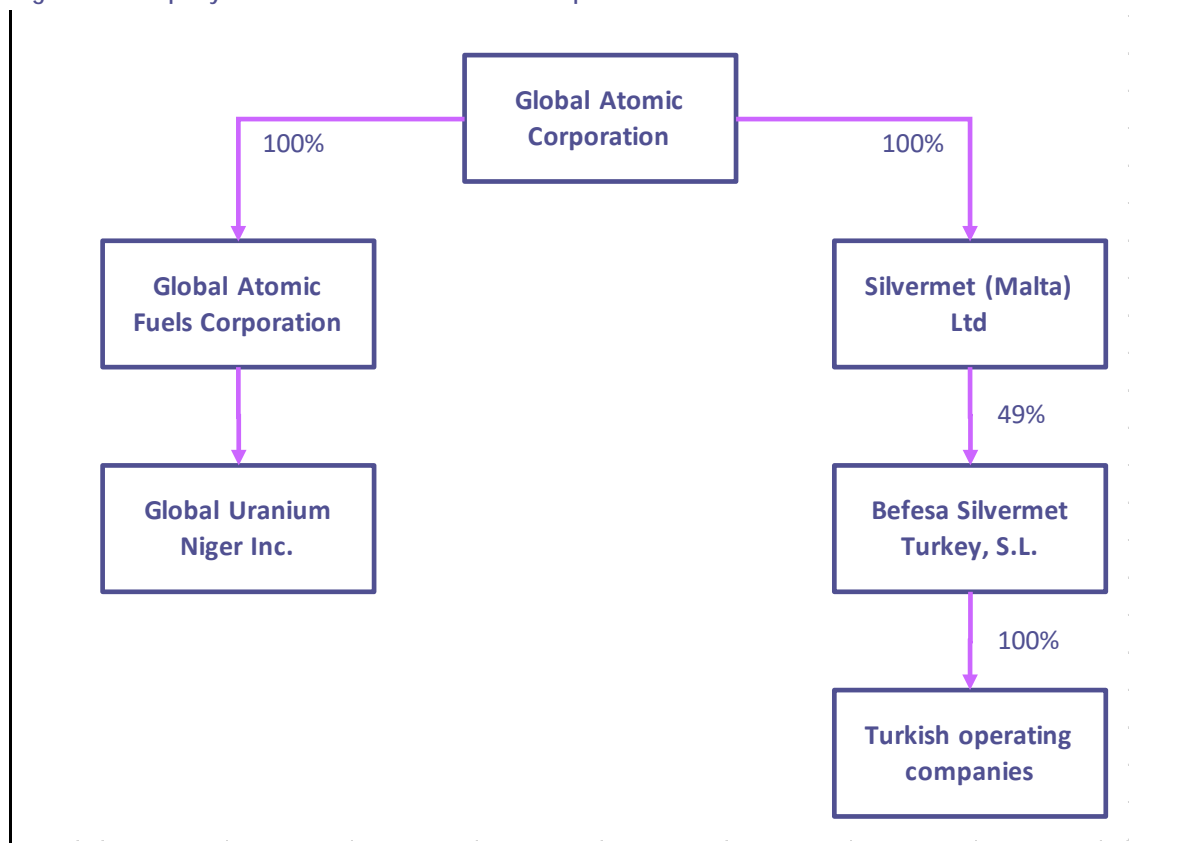 Global Atomic
Corporation
100%
100%
Global Atomic
Fuels Corporation
Silvermet (Malta)
Ltd
49%
Global Uranium
Niger Inc.
Befesa Silvermet
Turkey, S.L.
100%
Turkish operating
companies